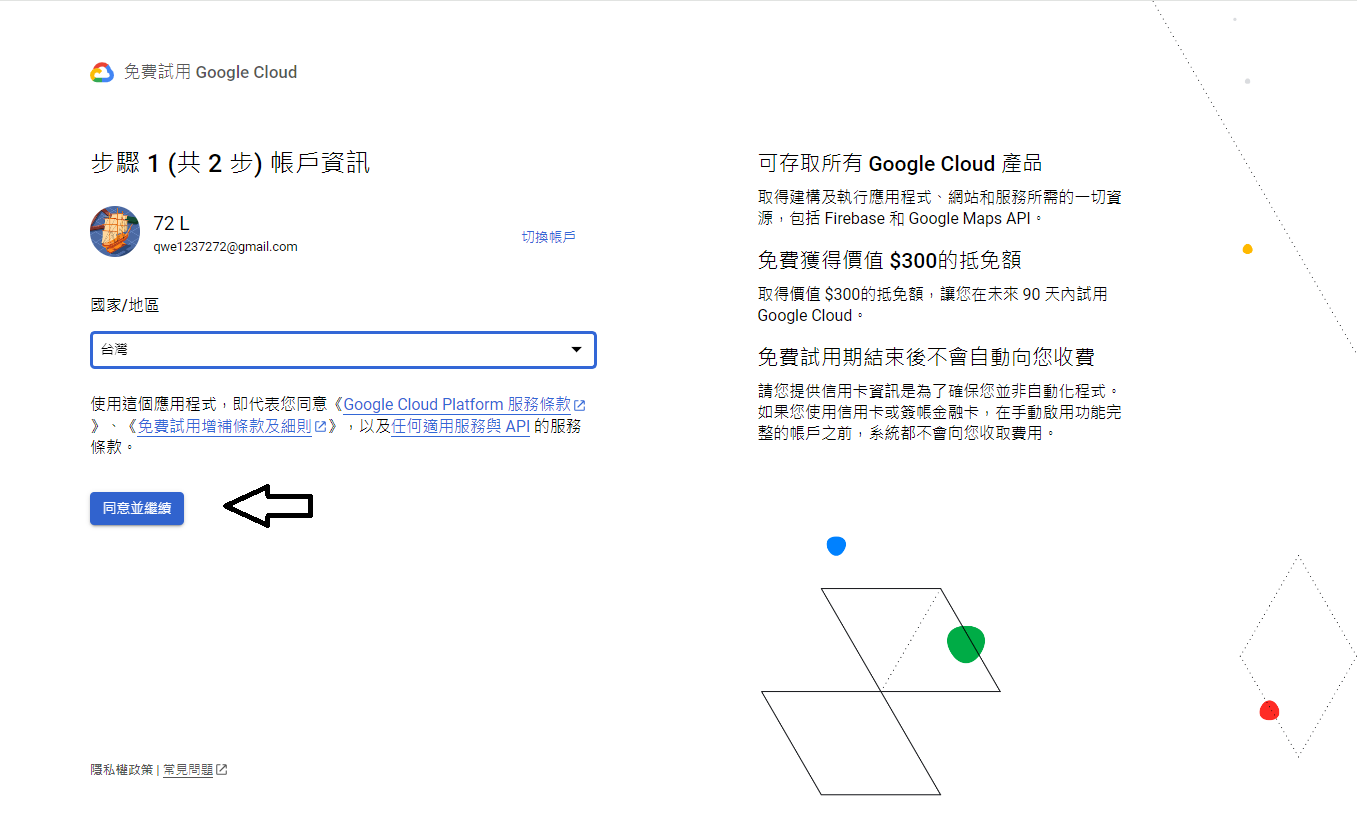 免費試用 Google Cloud
步驟 1 (共 2 步) 帳戶資訊
72 L
qwe1237272@gmail.com
切換帳戶
國家/地區
台灣
使用這個應用程式，即代表您同意《Google Cloud Platform 服務條款
》、《免費試用增補條款及細則》，以及任何適用服務與 API 的服務
條款。
同意並繼續
隱私權政策 | 常見問題
可存取所有 Google Cloud 產品
取得建構及執行應用程式、網站和服務所需的一切資
源，包括 Firebase 和 Google Maps API。
免費獲得價值 $300的抵免額
取得價值 $300的抵免額，讓您在未來 90 天內試用
Google Cloud。
免費試用期結束後不會自動向您收費
請您提供信用卡資訊是為了確保您並非自動化程式。
如果您使用信用卡或簽帳金融卡，在手動啟用功能完
整的帳戶之前，系統都不會向您收取費用。